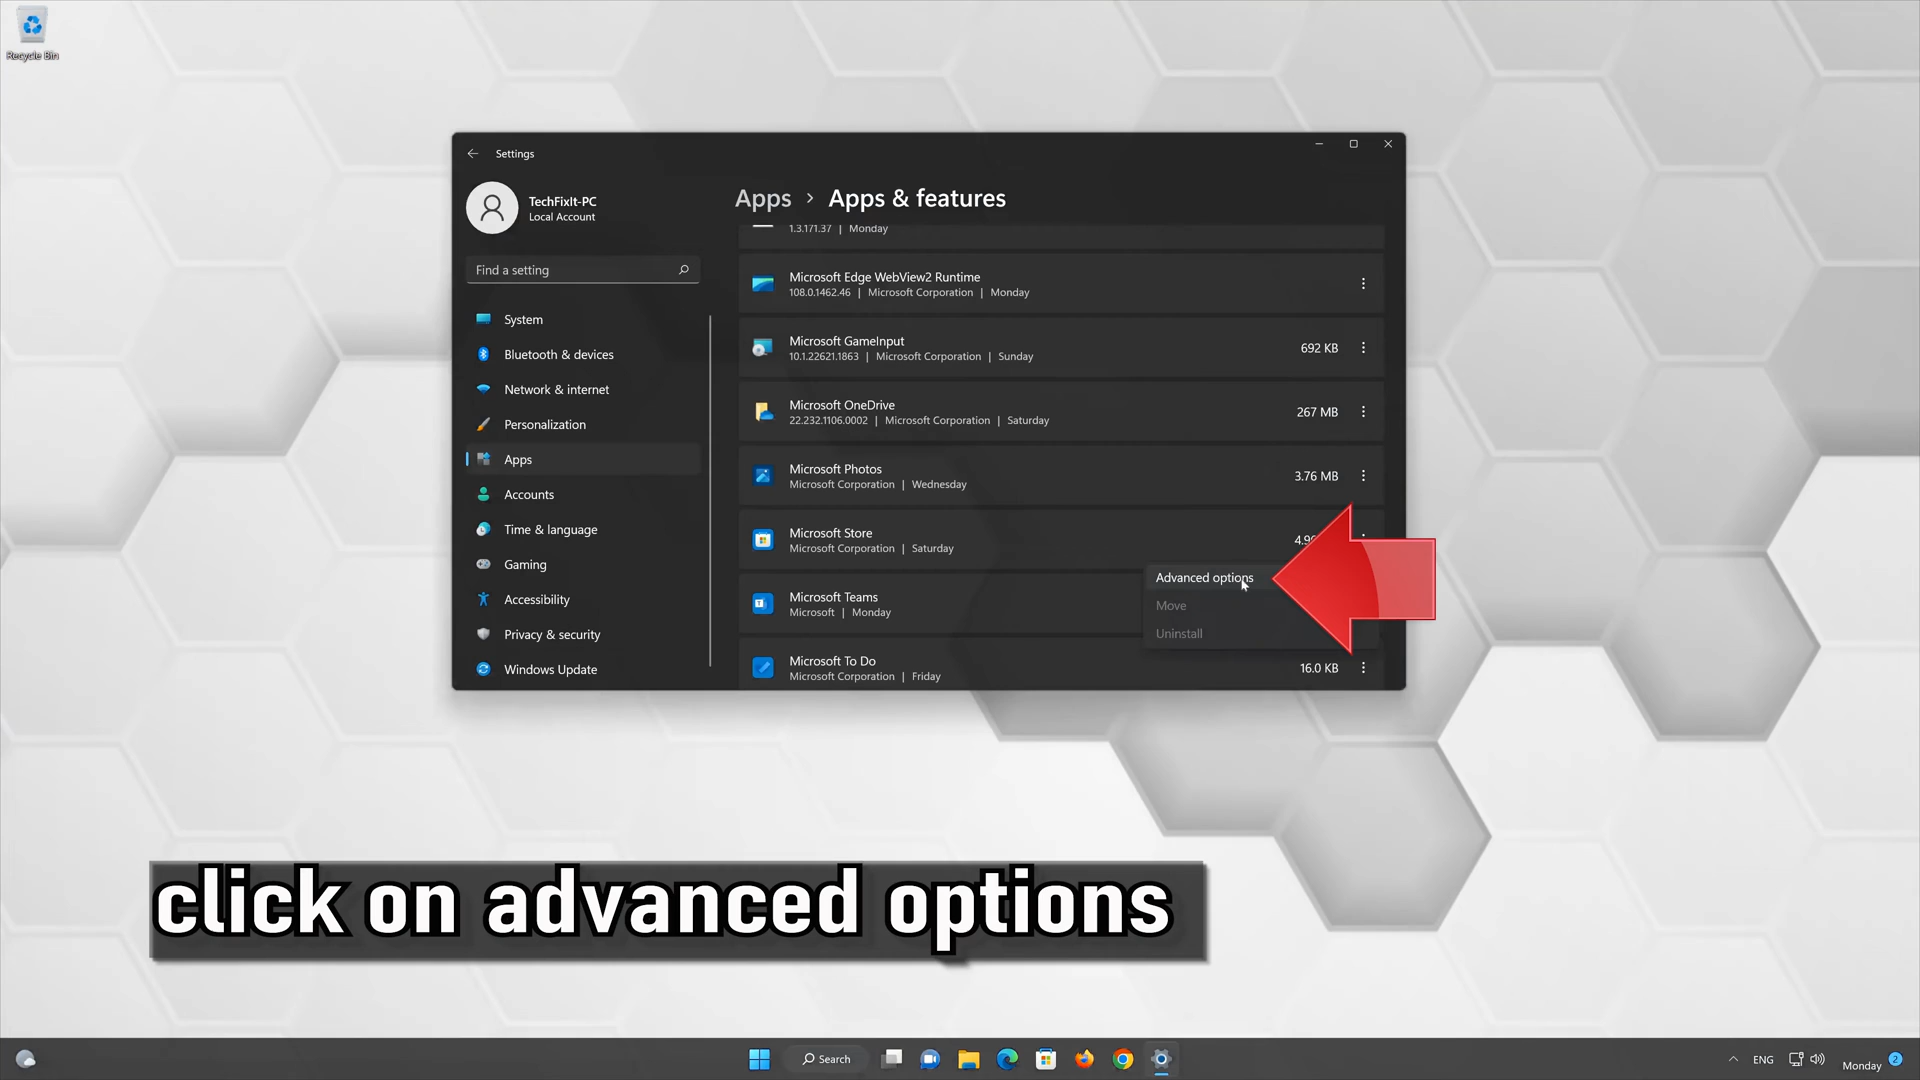 Recycle Bin
Settings
TechFixIt-PC
Local Account
Find a setting
System
Bluetooth & devices
Network & internet
Personalization
Apps
Accounts
Time & language
Gaming
Accessibility
Privacy & security
Windows Update
Apps > Apps & features
1.3.171.37 | Monday
Microsoft Edge WebView2 Runtime
108.0.1462.46 | Microsoft Corporation | Monday
Microsoft GameInput
10.1.22621.1863 | Microsoft Corporation | Sunday
692 KB
Microsoft OneDrive
22.232.1106.0002 | Microsoft Corporation | Saturday
267 MB
Microsoft Photos
Microsoft Corporation | Wednesday
3.76 MB
Microsoft Store
Microsoft Corporation | Saturday
Advanced options
Move
Uninstall
Microsoft Teams
Microsoft | Monday
Microsoft To Do
Microsoft Corporation | Friday
16.0 KB
click on advanced options
Search
ENG
Monday
2